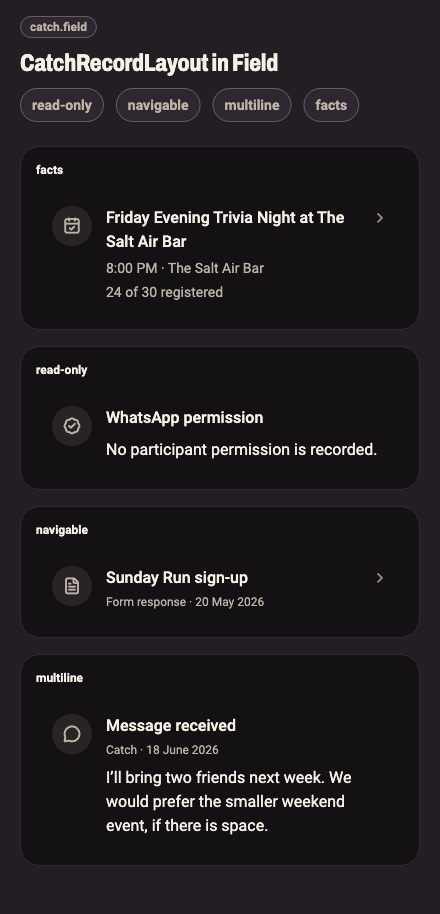 catch.field
CatchRecordLayout in Field
read-only
navigable
multiline
facts
facts
Friday Evening Trivia Night at The
Salt Air Bar
8:00 PM · The Salt Air Bar
24 of 30 registered
read-only
WhatsApp permission
No participant permission is recorded.
navigable
Sunday Run sign-up
Form response · 20 May 2026
multiline
Message received
Catch · 18 June 2026
I’ll bring two friends next week. We
would prefer the smaller weekend
event, if there is space.